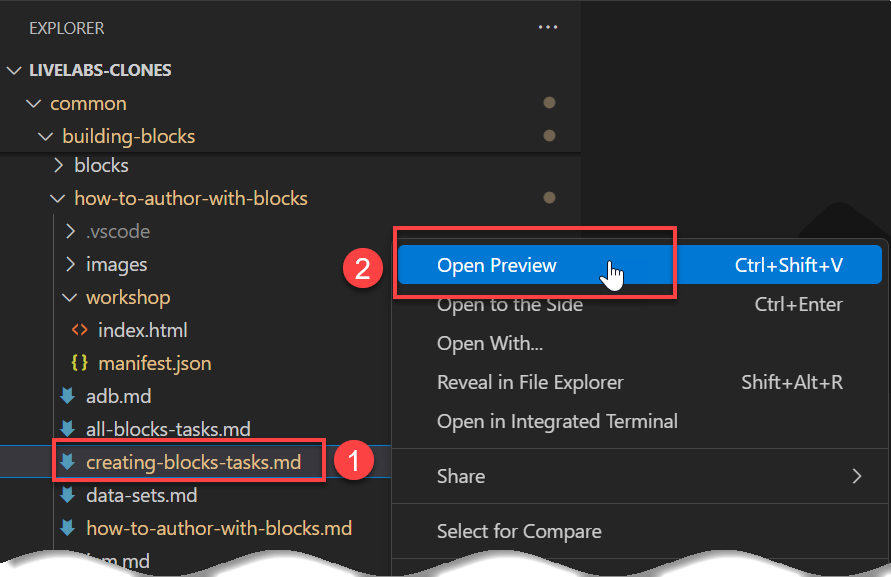 EXPLORER
LIVELABS-CLONES
common
building-blocks
blocks
how-to-author-with-blocks
.vscode
images
workshop
index.html
manifest.json
adb.md
all-blocks-tasks.md
creating-blocks-tasks.md
1
data-sets.md
how-to-author-with-blocks.md
2
Open Preview Ctrl+Shift+V
Open to the Side Ctrl+Enter
Open With...
Reveal in File Explorer Shift+Alt+R
Open in Integrated Terminal
Share
Select for Compare